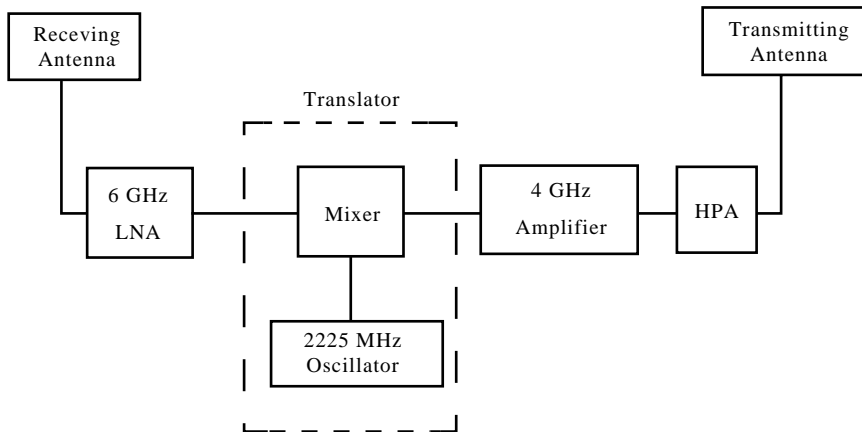 Receving
Antenna
Transmitting
Antenna
Translator
6 GHz
LNA
Mixer
4 GHz
Amplifier
HPA
2225 MHz
Oscillator